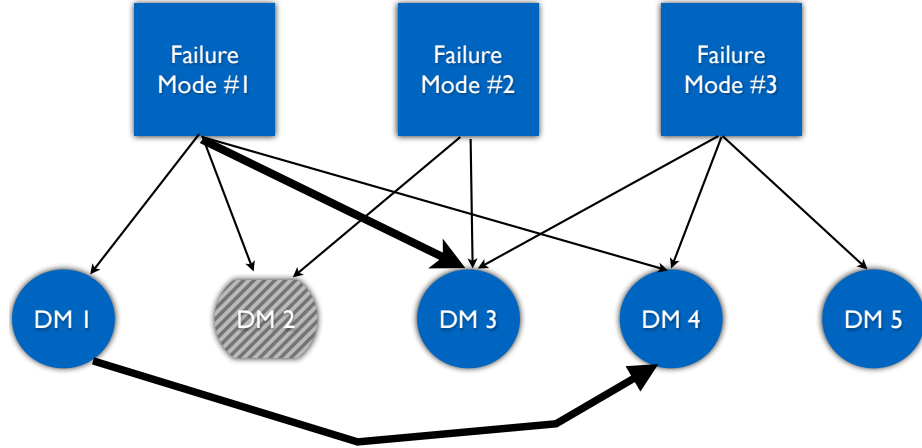 Failure
Mode #1
Failure
Mode #2
Failure
Mode #3
DM 1
DM 2
DM 3
DM 4
DM 5